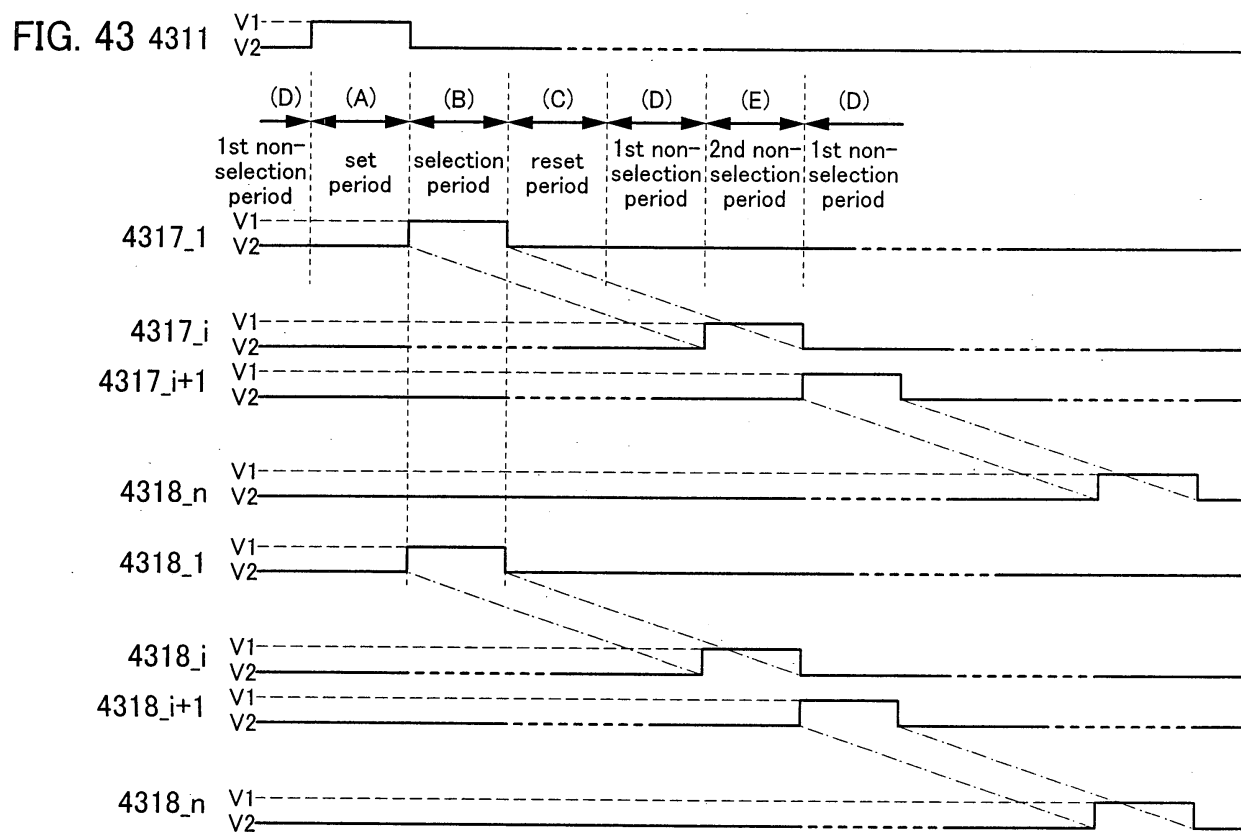 FIG. 43
4311
V1
V2
(D) (A) (B) (C) (D) (E) (D)
1st non-
selection
period
set
period
selection
period
reset
period
1st non-
selection
period
2nd non-
selection
period
1st non-
selection
period
4317_1
V1
V2
4317_i
V1
V2
4317_i+1
V1
V2
4318_n
V1
V2
4318_1
V1
V2
4318_i
V1
V2
4318_i+1
V1
V2
4318_n
V1
V2